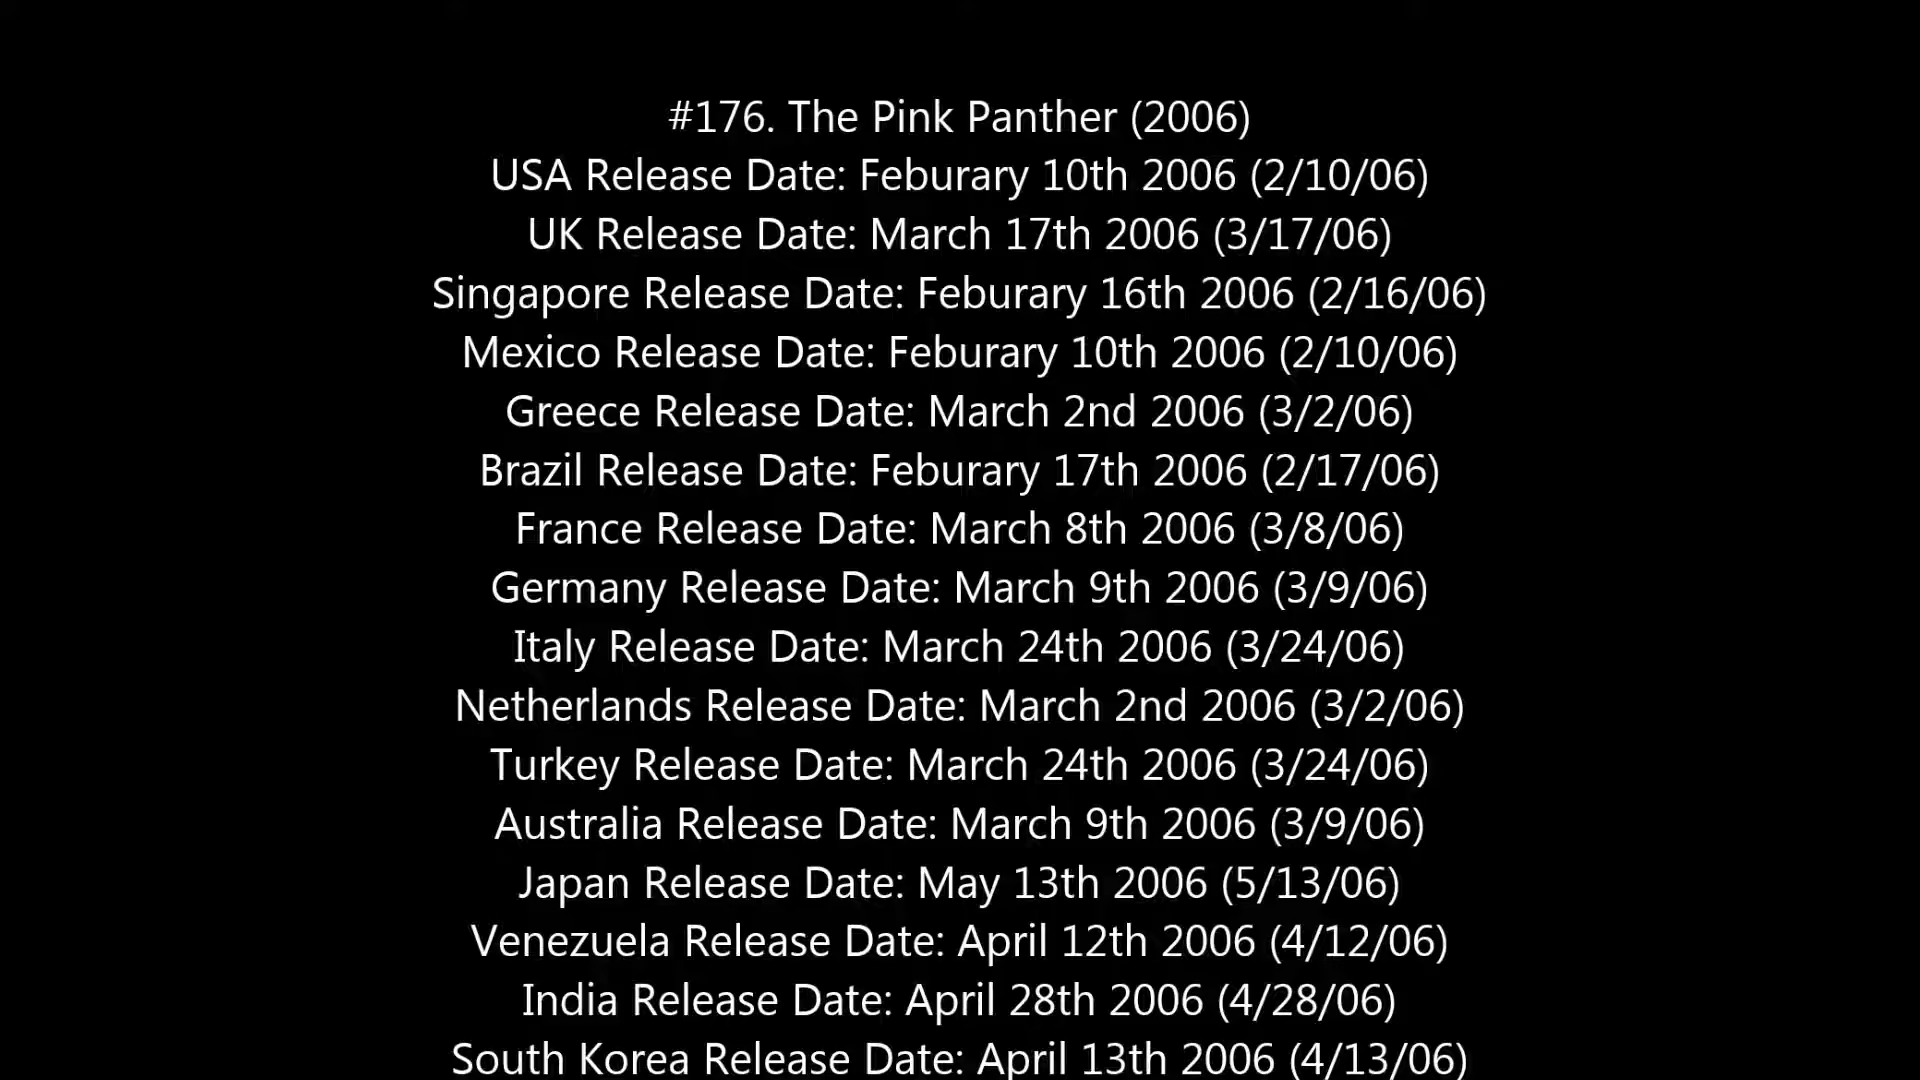 #176. The Pink Panther (2006)
USA Release Date: Feburary 10th 2006 (2/10/06)
UK Release Date: March 17th 2006 (3/17/06)
Singapore Release Date: Feburary 16th 2006 (2/16/06)
Mexico Release Date: Feburary 10th 2006 (2/10/06)
Greece Release Date: March 2nd 2006 (3/2/06)
Brazil Release Date: Feburary 17th 2006 (2/17/06)
France Release Date: March 8th 2006 (3/8/06)
Germany Release Date: March 9th 2006 (3/9/06)
Italy Release Date: March 24th 2006 (3/24/06)
Netherlands Release Date: March 2nd 2006 (3/2/06)
Turkey Release Date: March 24th 2006 (3/24/06)
Australia Release Date: March 9th 2006 (3/9/06)
Japan Release Date: May 13th 2006 (5/13/06)
Venezuela Release Date: April 12th 2006 (4/12/06)
India Release Date: April 28th 2006 (4/28/06)
South Korea Release Date: April 13th 2006 (4/13/06)